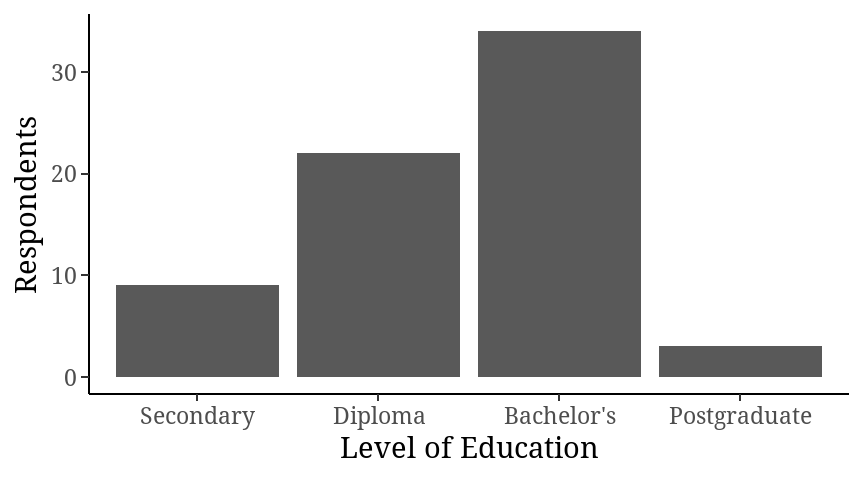 Respondents
30
20
10
0
Secondary Diploma Bachelor's Postgraduate
Level of Education